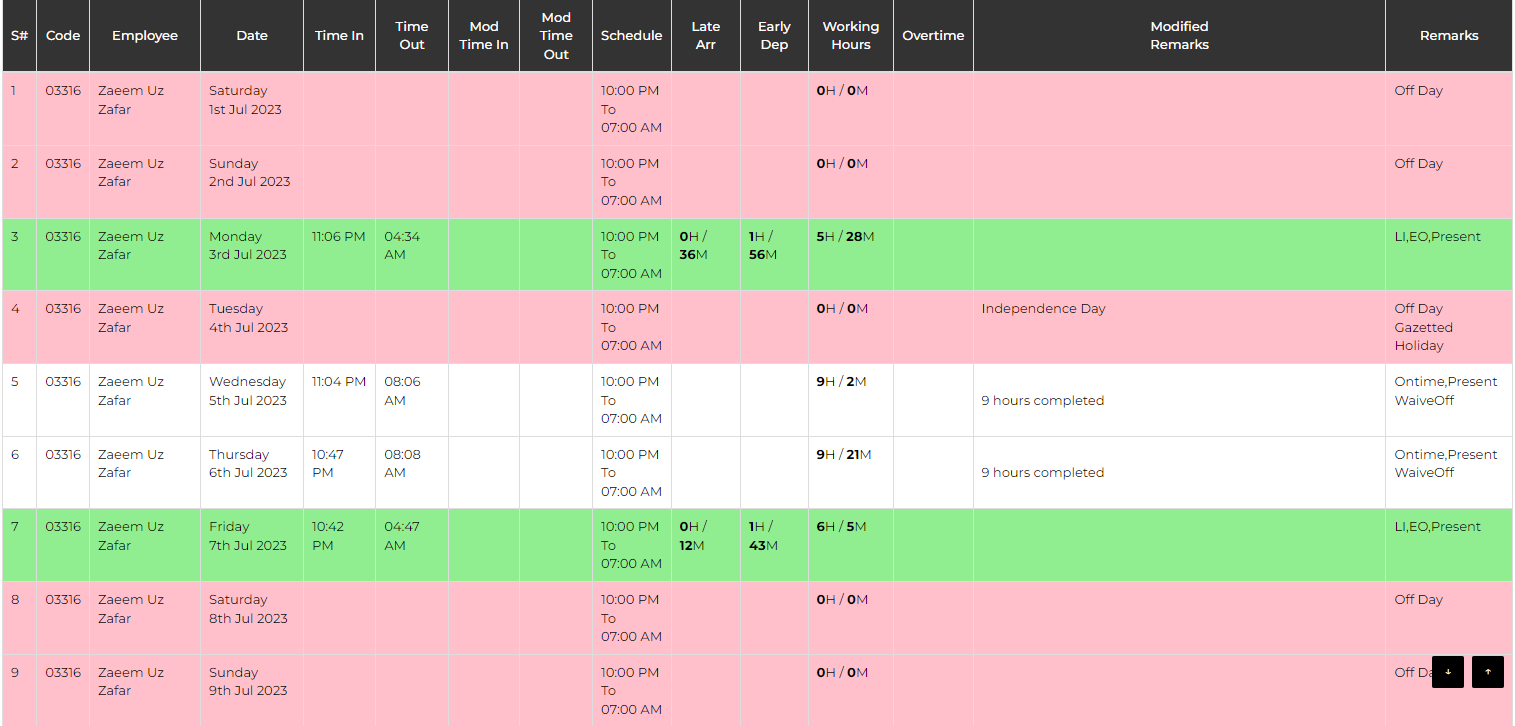 S# Code Employee Date Time In Time Out Mod Time In Mod Time Out Schedule Late Arr Early Dep Working Hours Overtime Modified Remarks Remarks
1 03316 Zaeem Uz Saturday 10:00 PM 0H / 0M Off Day
Zafar 1st Jul 2023 To
07:00 AM
2 03316 Zaeem Uz Sunday 10:00 PM 0H / 0M Off Day
Zafar 2nd Jul 2023 To
07:00 AM
3 03316 Zaeem Uz Monday 11:06 PM 04:34 10:00 PM 0H / 1H / 5H / 28M LI,EO,Present
Zafar 3rd Jul 2023 AM To 36M 56M
07:00 AM
4 03316 Zaeem Uz Tuesday 10:00 PM 0H / 0M Independence Day Off Day
Zafar 4th Jul 2023 To Gazetted
07:00 AM Holiday
5 03316 Zaeem Uz Wednesday 11:04 PM 08:06 10:00 PM 9H / 2M Ontime,Present
Zafar 5th Jul 2023 AM To 9 hours completed WaiveOff
07:00 AM
6 03316 Zaeem Uz Thursday 10:47 08:08 10:00 PM 9H / 21M Ontime,Present
Zafar 6th Jul 2023 PM AM To 9 hours completed WaiveOff
07:00 AM
7 03316 Zaeem Uz Friday 10:42 04:47 10:00 PM 0H / 1H / 6H / 5M LI,EO,Present
Zafar 7th Jul 2023 PM AM To 12M 43M
07:00 AM
8 03316 Zaeem Uz Saturday 10:00 PM 0H / 0M Off Day
Zafar 8th Jul 2023 To
07:00 AM
9 03316 Zaeem Uz Sunday 10:00 PM 0H / 0M Off
Zafar 9th Jul 2023 To
07:00 AM